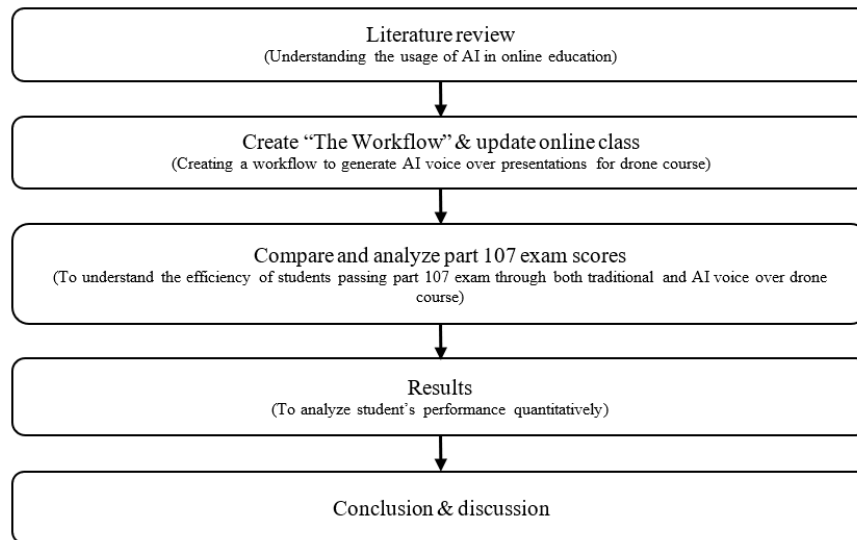 Literature review
(Understanding the usage of AI in online education)
Create “The Workflow” & update online class
(Creating a workflow to generate AI voice over presentations for drone course)
Compare and analyze part 107 exam scores
(To understand the efficiency of students passing part 107 exam through both traditional and AI voice over drone
course)
Results
(To analyze student’s performance quantitatively)
Conclusion & discussion